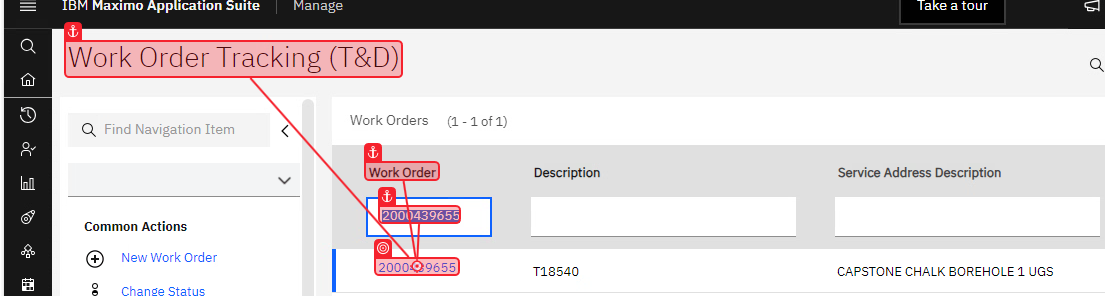 IBM Maximo Application Suite
Manage
Take a tour
Work Order Tracking (T&D)
Find Navigation Item
Work Orders (1 - 1 of 1)
Work Order Description Service Address Description
2000439655
Common Actions
New Work Order
2000439655 T18540 CAPSTONE CHALK BOREHOLE 1 UGS
Change Status